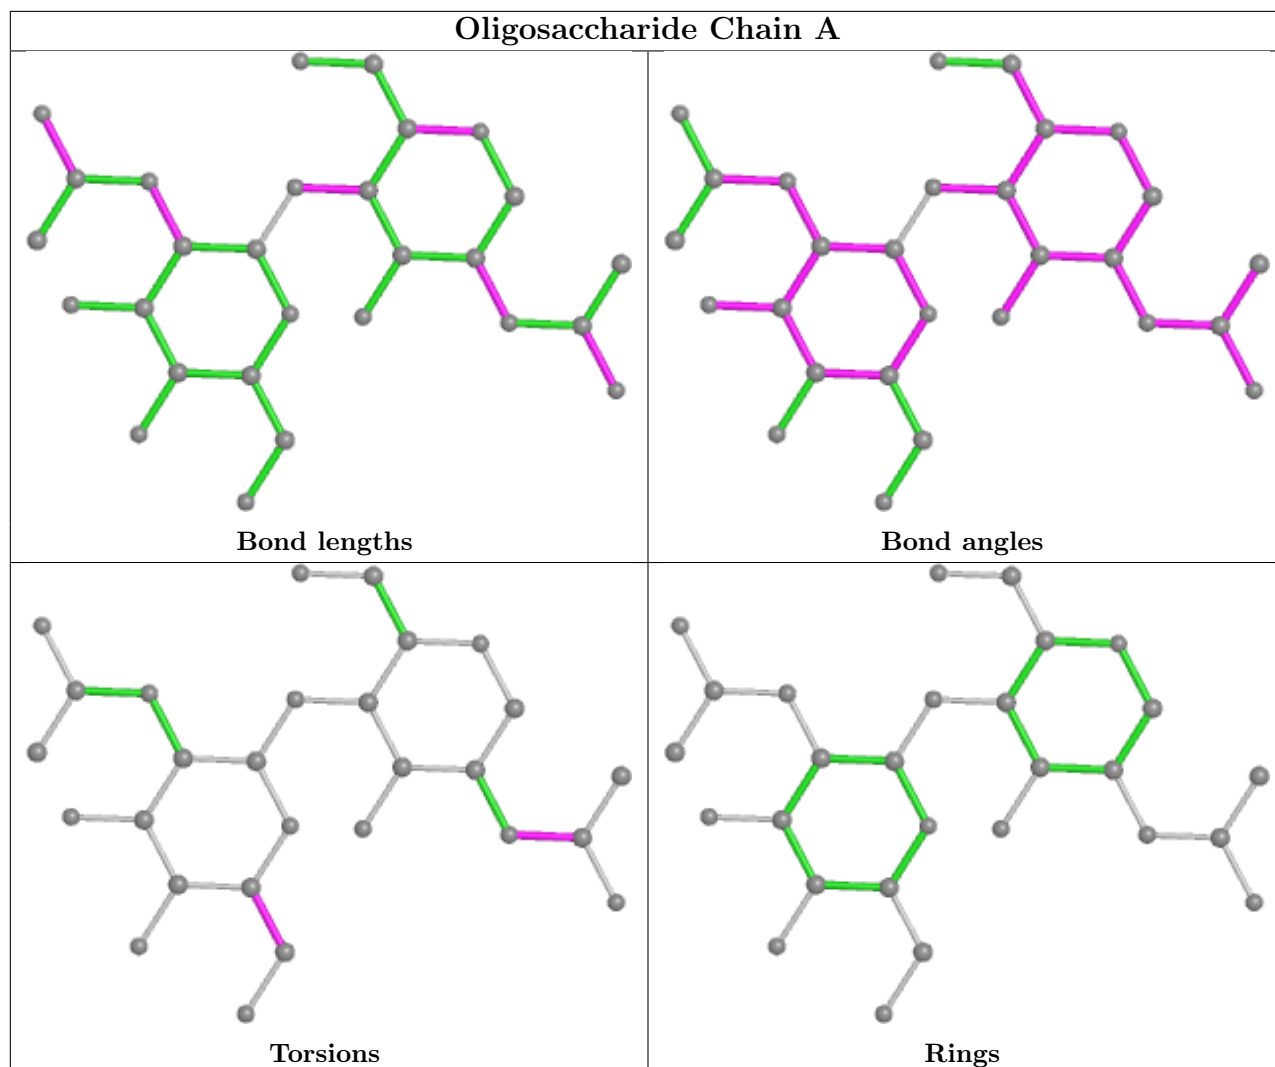 Oligosaccharide Chain A
Bond lengths
Bond angles
Torsions
Rings